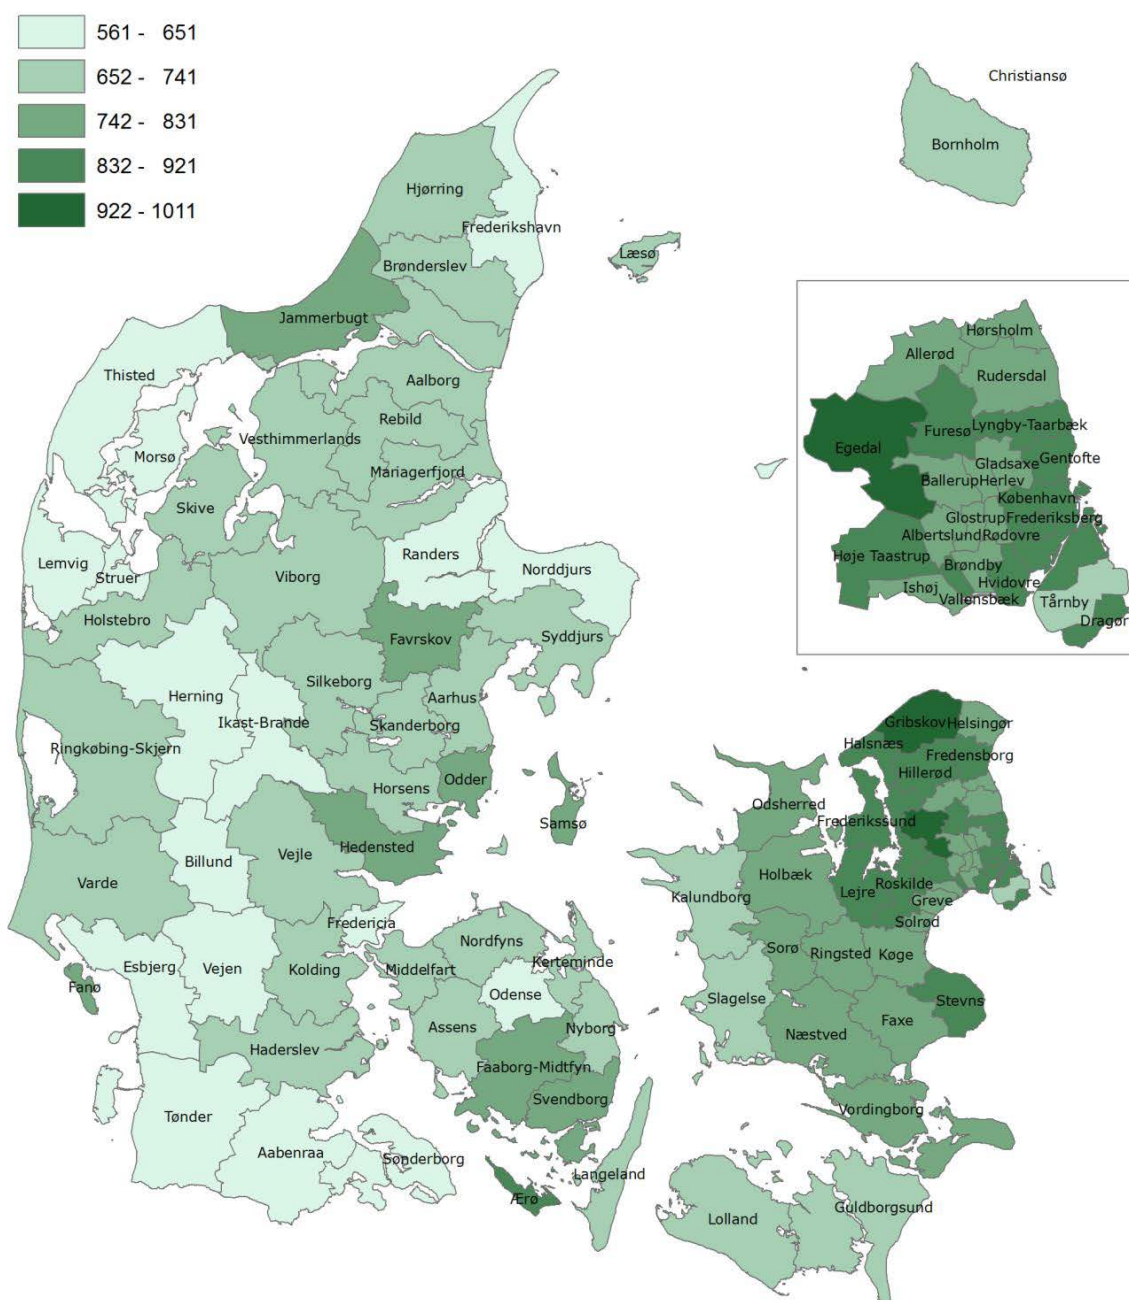 561 - 651
652 - 741
742 - 831
832 - 921
922 - 1011
Christiansø
Bornholm
Hjørring
Frederikshavn
Læsø
Brønderslev
Jammerbugt
Thisted
Aalborg
Rebild
Vesthimmerlands
Morsø
Mariagerfjord
Skive
Randers
Lemvig
Struer
Viborg
Norddjurs
Holstebro
Favrskov
Syddjurs
Silkeborg
Herning
Aarhus
Ikast-Brande
Skanderborg
Ringkøbing-Skjern
Odder
Horsens
Samsø
Hedensted
Billund
Vejle
Varde
Fredericia
Nordfyns
Esbjerg
Vejen
Kolding
Middelfart
Kerteminde
Fanø
Odense
Assens
Nyborg
Haderslev
Faaborg-Midtfyn
Svendborg
Tønder
Aabenraa
Sønderborg
Langeland
Ærø
Hørsholm
Allerød
Rudersdal
Furesø
Lyngby-Taarbæk
Egedal
Gentofte
Gladsaxe
Ballerup
Herlev
København
Glostrup
Frederiksberg
Albertslund
Rødovre
Høje Taastrup
Brøndby
Hvidovre
Ishøj
Vallensbæk
Tårnby
Dragør
Gribskov
Helsingør
Halsnæs
Fredensborg
Hillerød
Odsherred
Frederikssund
Holbæk
Kalundborg
Lejre
Roskilde
Greve
Solrød
Sorø
Ringsted
Køge
Slagelse
Stevns
Næstved
Faxe
Vordingborg
Guldborgsund
Lolland